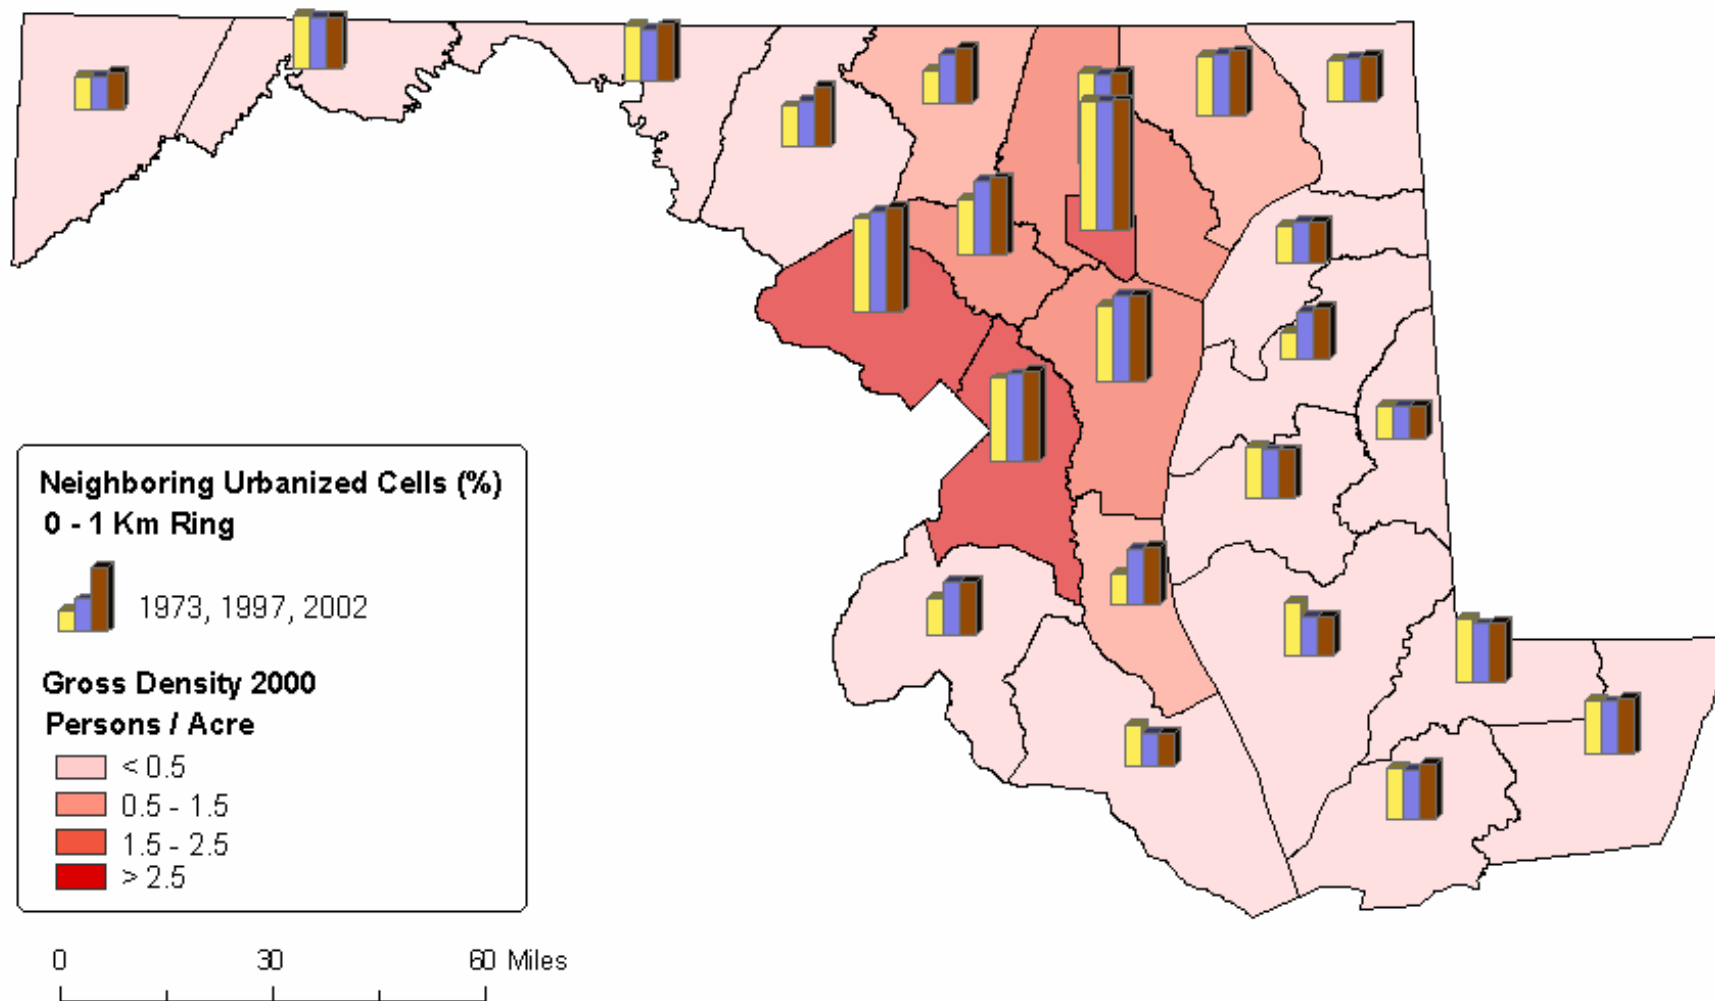 Neighboring Urbanized Cells (%)
0 - 1 Km Ring
1973, 1997, 2002
Gross Density 2000
Persons / Acre
< 0.5
0.5 - 1.5
1.5 - 2.5
> 2.5
0 30 60 Miles